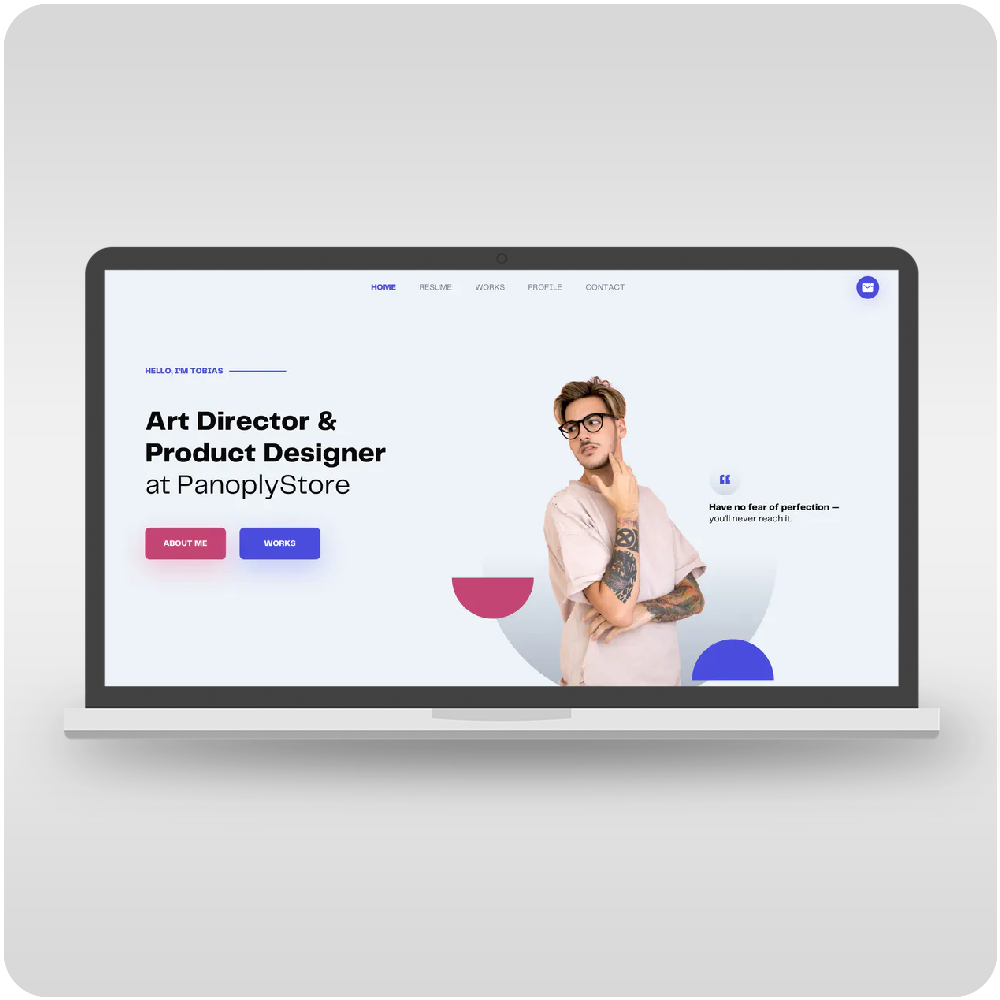 HOME RESUME WORKS PROFILE CONTACT
HELLO, I'M TOBIAS
Art Director &
Product Designer
at PanoplyStore
ABOUT ME WORKS
❝
Have no fear of perfection —
you'll never reach it.